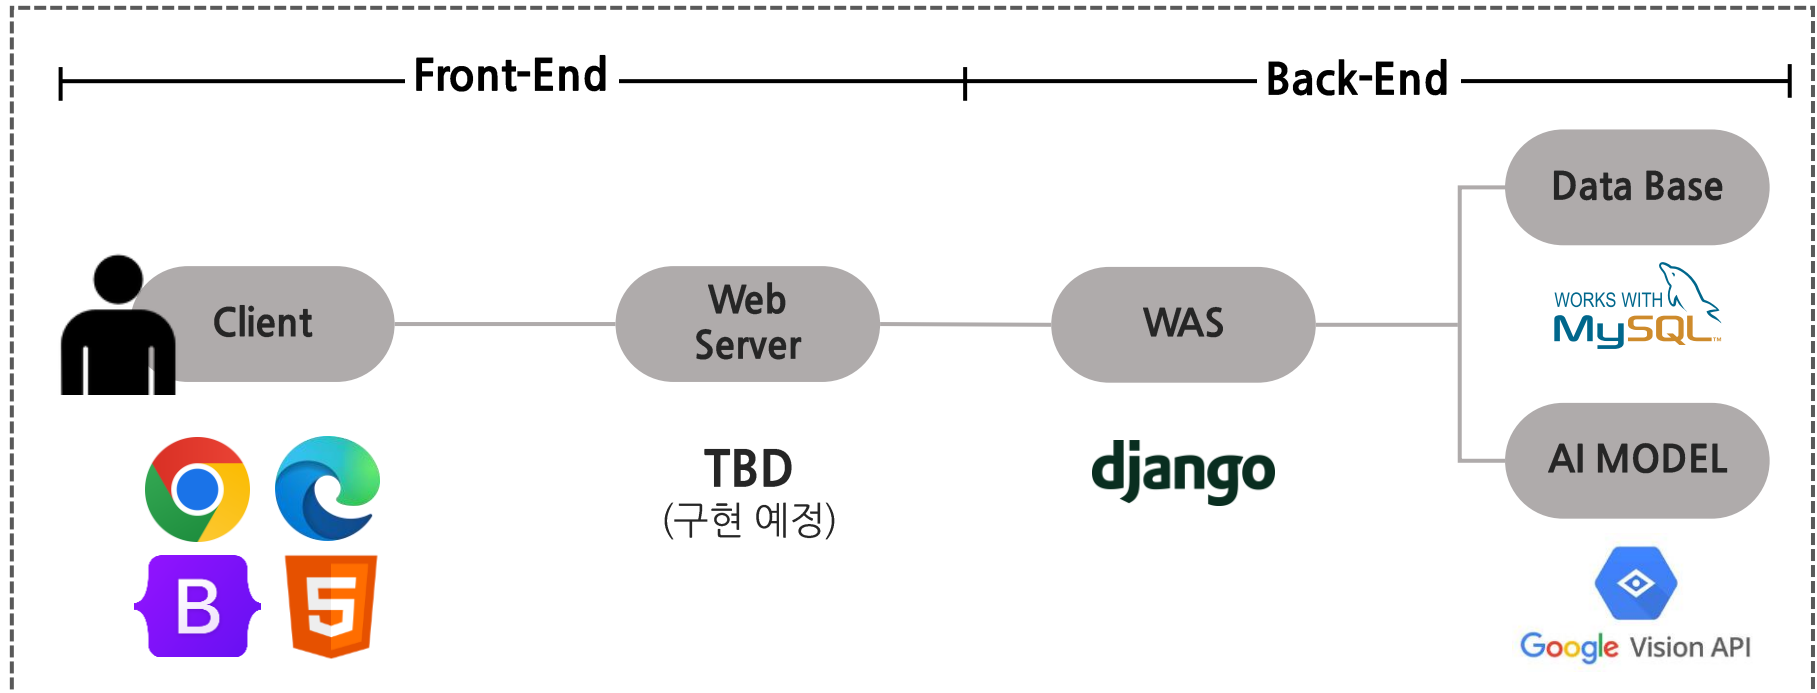 Front-End
Back-End
Data Base
Client
Web
Server
WAS
WORKS WITH
MySQL™
TBD
(구현 예정)
django
AI MODEL
B
5
Google Vision API